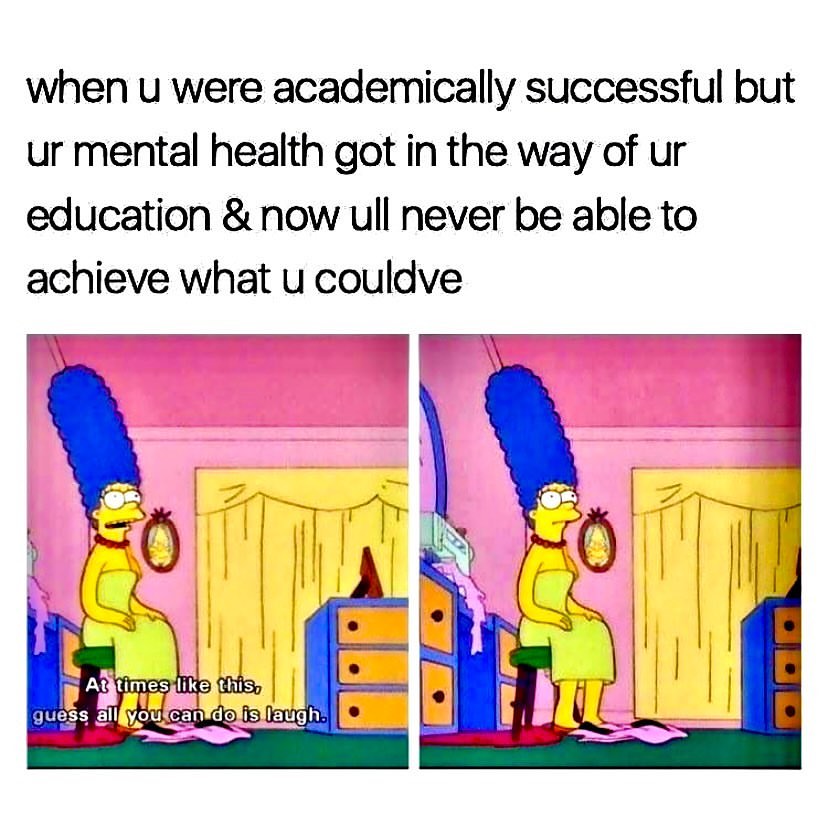 when u were academically successful but
ur mental health got in the way of ur
education & now ull never be able to
achieve what u couldve
At times like this,
guess all you can do is laugh.